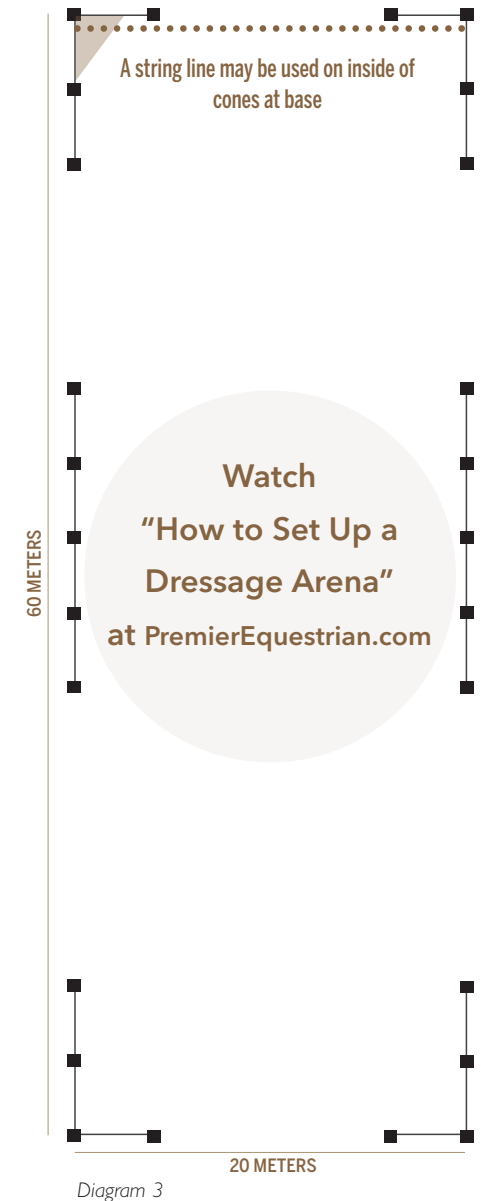 A string line may be used on inside of
cones at base
Watch
“How to Set Up a
Dressage Arena”
at PremierEquestrian.com
60 METERS
20 METERS
Diagram 3